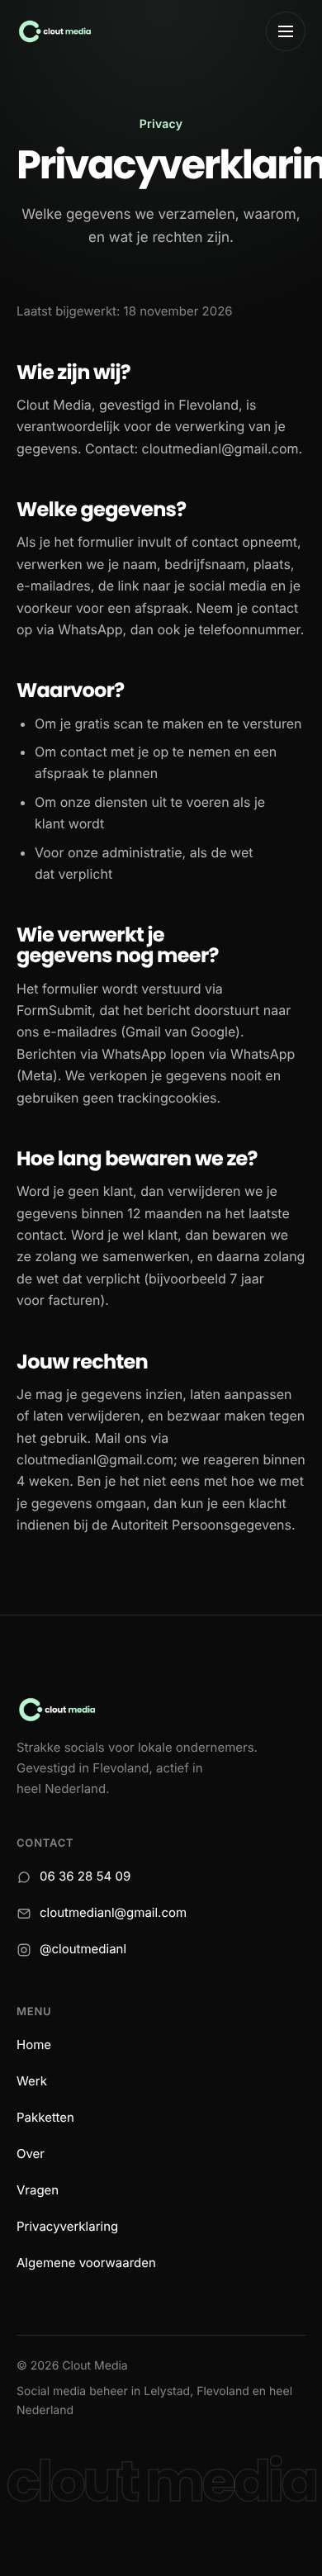 clout media
Privacy
Privacyverklarin
Welke gegevens we verzamelen, waarom,
en wat je rechten zijn.
Laatst bijgewerkt: 18 november 2026
Wie zijn wij?
Clout Media, gevestigd in Flevoland, is
verantwoordelijk voor de verwerking van je
gegevens. Contact: cloutmedianl@gmail.com.
Welke gegevens?
Als je het formulier invult of contact opneemt,
verwerken we je naam, bedrijfsnaam, plaats,
e-mailadres, de link naar je social media en je
voorkeur voor een afspraak. Neem je contact
op via WhatsApp, dan ook je telefoonnummer.
Waarvoor?
• Om je gratis scan te maken en te versturen
• Om contact met je op te nemen en een
afspraak te plannen
• Om onze diensten uit te voeren als je
klant wordt
• Voor onze administratie, als de wet
dat verplicht
Wie verwerkt je
gegevens nog meer?
Het formulier wordt verstuurd via
FormSubmit, dat het bericht doorstuurt naar
ons e-mailadres (Gmail van Google).
Berichten via WhatsApp lopen via WhatsApp
(Meta). We verkopen je gegevens nooit en
gebruiken geen trackingcookies.
Hoe lang bewaren we ze?
Word je geen klant, dan verwijderen we je
gegevens binnen 12 maanden na het laatste
contact. Word je wel klant, dan bewaren we
ze zolang we samenwerken, en daarna zolang
de wet dat verplicht (bijvoorbeeld 7 jaar
voor facturen).
Jouw rechten
Je mag je gegevens inzien, laten aanpassen
of laten verwijderen, en bezwaar maken tegen
het gebruik. Mail ons via
cloutmedianl@gmail.com; we reageren binnen
4 weken. Ben je het niet eens met hoe we met
je gegevens omgaan, dan kun je een klacht
indienen bij de Autoriteit Persoonsgegevens.
clout media
Strakke socials voor lokale ondernemers.
Gevestigd in Flevoland, actief in
heel Nederland.
CONTACT
06 36 28 54 09
cloutmedianl@gmail.com
@cloutmedianl
MENU
Home
Werk
Pakketten
Over
Vragen
Privacyverklaring
Algemene voorwaarden
© 2026 Clout Media
Social media beheer in Lelystad, Flevoland en heel
Nederland
clout media